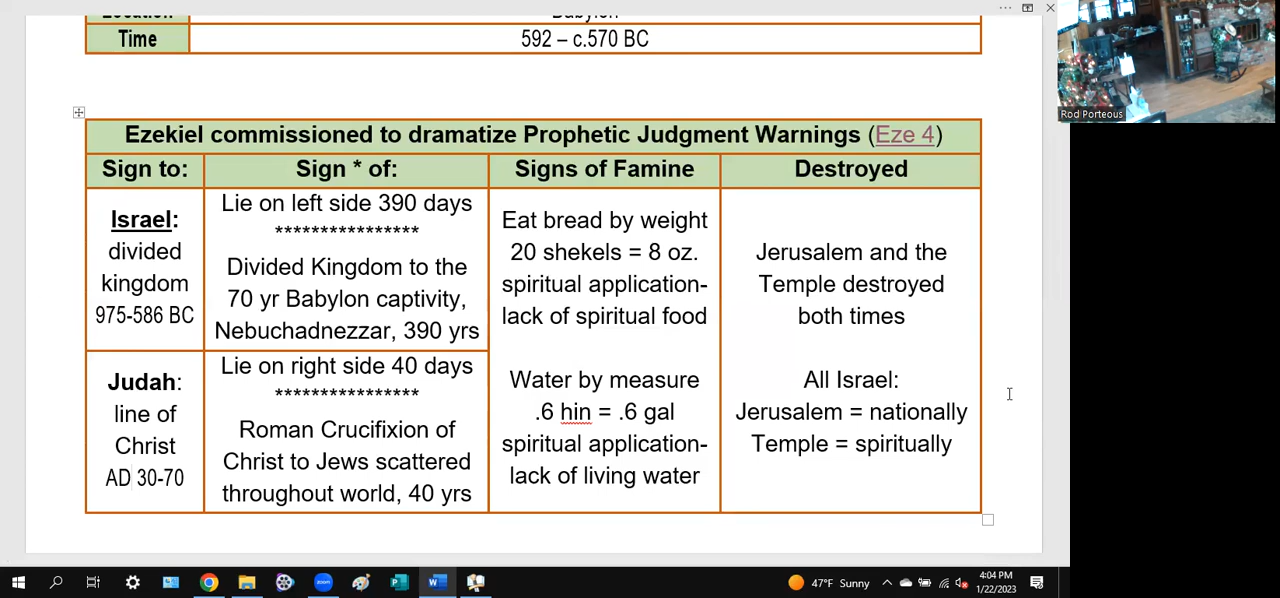 Location
Babylon
Time
592 – c.570 BC
Ezekiel commissioned to dramatize Prophetic Judgment Warnings (Eze 4)
Sign to:
Sign * of:
Signs of Famine
Destroyed
Israel:
divided
kingdom
975-586 BC
Lie on left side 390 days
****************
Divided Kingdom to the
70 yr Babylon captivity,
Nebuchadnezzar, 390 yrs
Judah:
line of
Christ
AD 30-70
Lie on right side 40 days
****************
Roman Crucifixion of
Christ to Jews scattered
throughout world, 40 yrs
Eat bread by weight
20 shekels = 8 oz.
spiritual application-
lack of spiritual food
Water by measure
.6 hin = .6 gal
spiritual application-
lack of living water
Jerusalem and the
Temple destroyed
both times
All Israel:
Jerusalem = nationally
Temple = spiritually
Rod Porteous
zoom
47°F Sunny
4:04 PM
1/22/2023